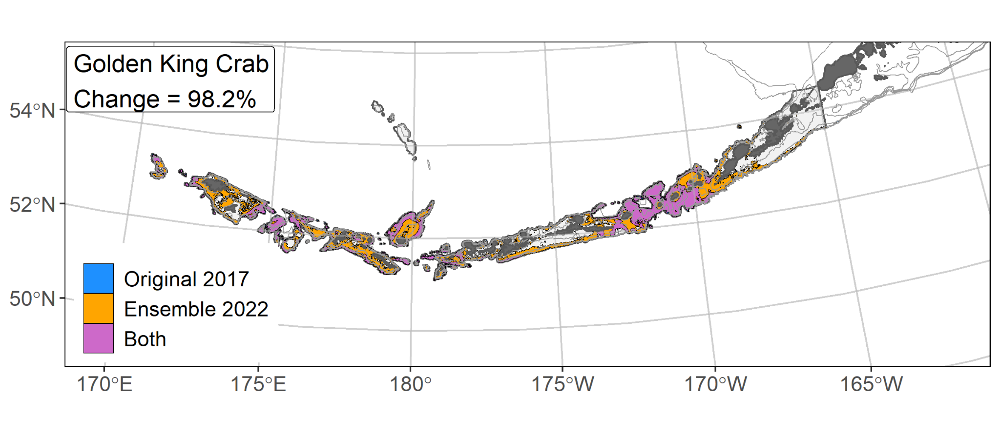 Golden King Crab
Change = 98.2%
54°N
52°N
50°N
Original 2017
Ensemble 2022
Both
170°E 175°E 180° 175°W 170°W 165°W